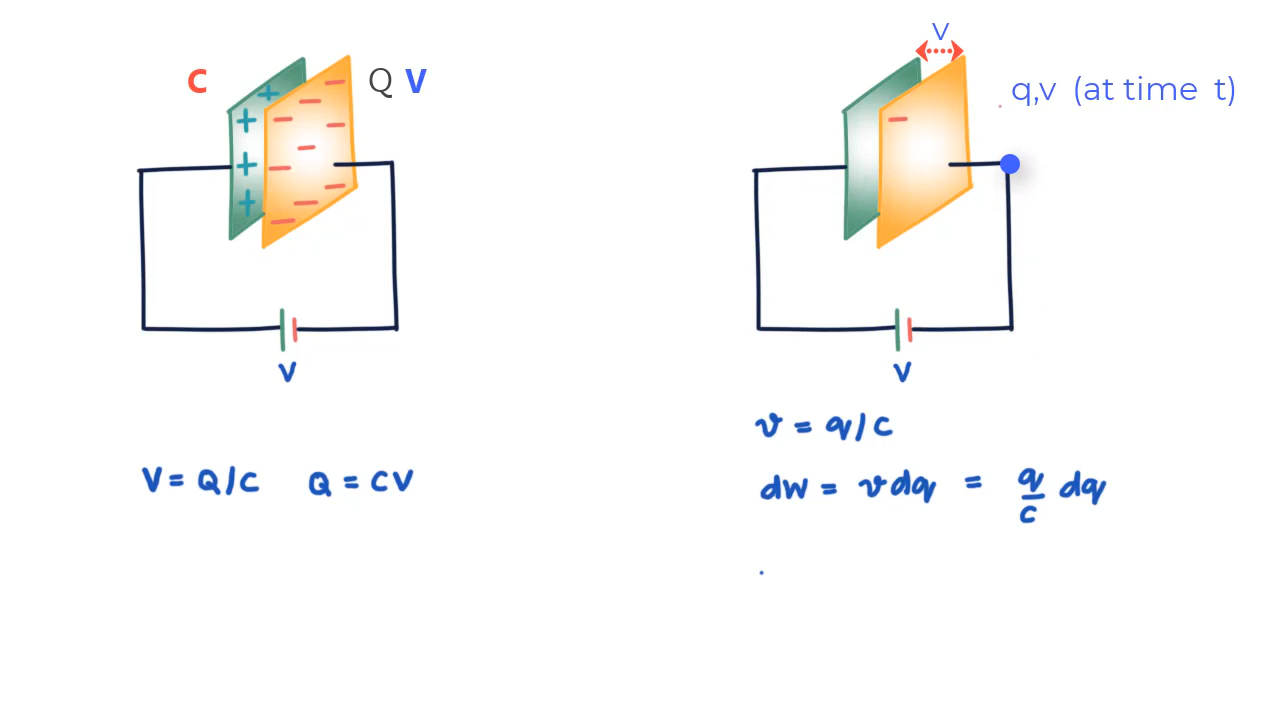 C Q V
V
V = Q/C Q = CV
v
q,v (at time t)
V
v = q/c
dW = v dq = q/c dq